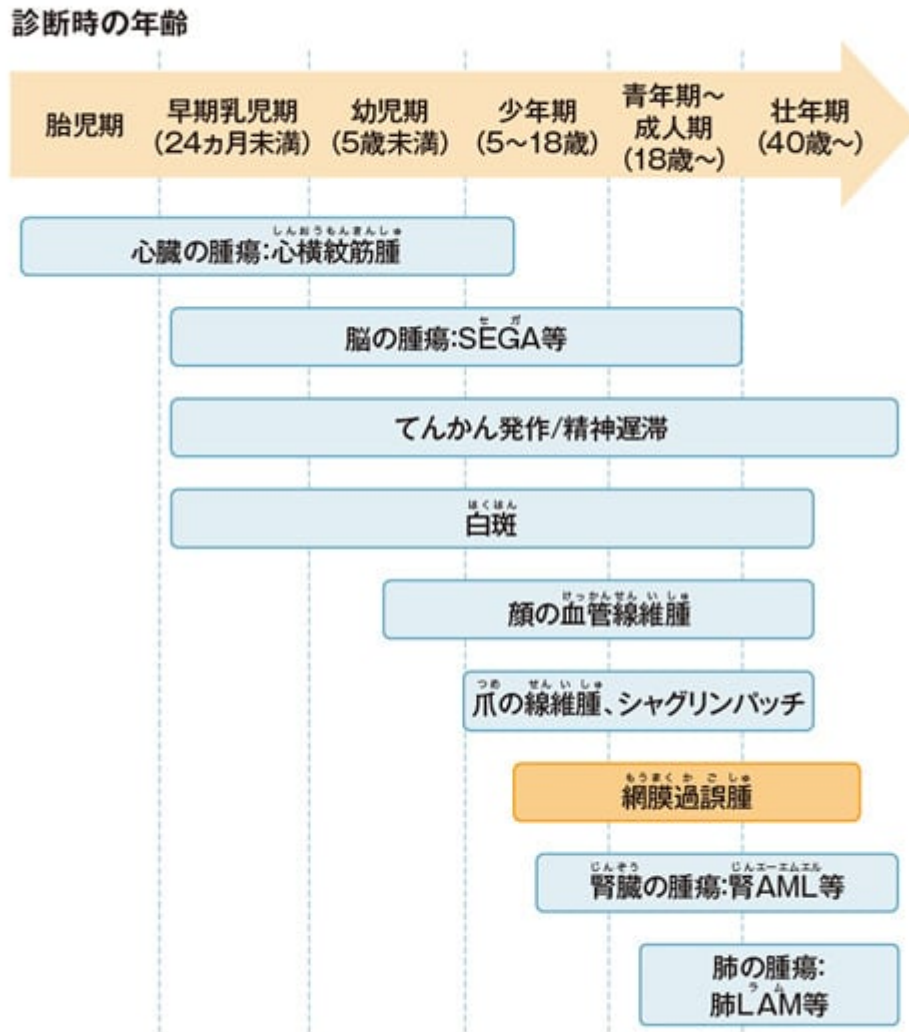 診断時の年齢
胎児期
早期乳児期
(24ヵ月未満)
幼児期
(5歳未満)
少年期
(5〜18歳)
青年期〜
成人期
(18歳〜)
壮年期
(40歳〜)
しんおうもんきんしゅ
心臓の腫瘍:心横紋筋腫
セガ
脳の腫瘍:SEGA等
てんかん発作/精神遅滞
はくはん
白斑
けっかんせんいしゅ
顔の血管線維腫
つめ せんいしゅ
爪の線維腫、シャグリンパッチ
もうまくかごしゅ
網膜過誤腫
じんぞう じんエーエムエル
腎臓の腫瘍:腎AML等
肺の腫瘍:
ラム
肺LAM等